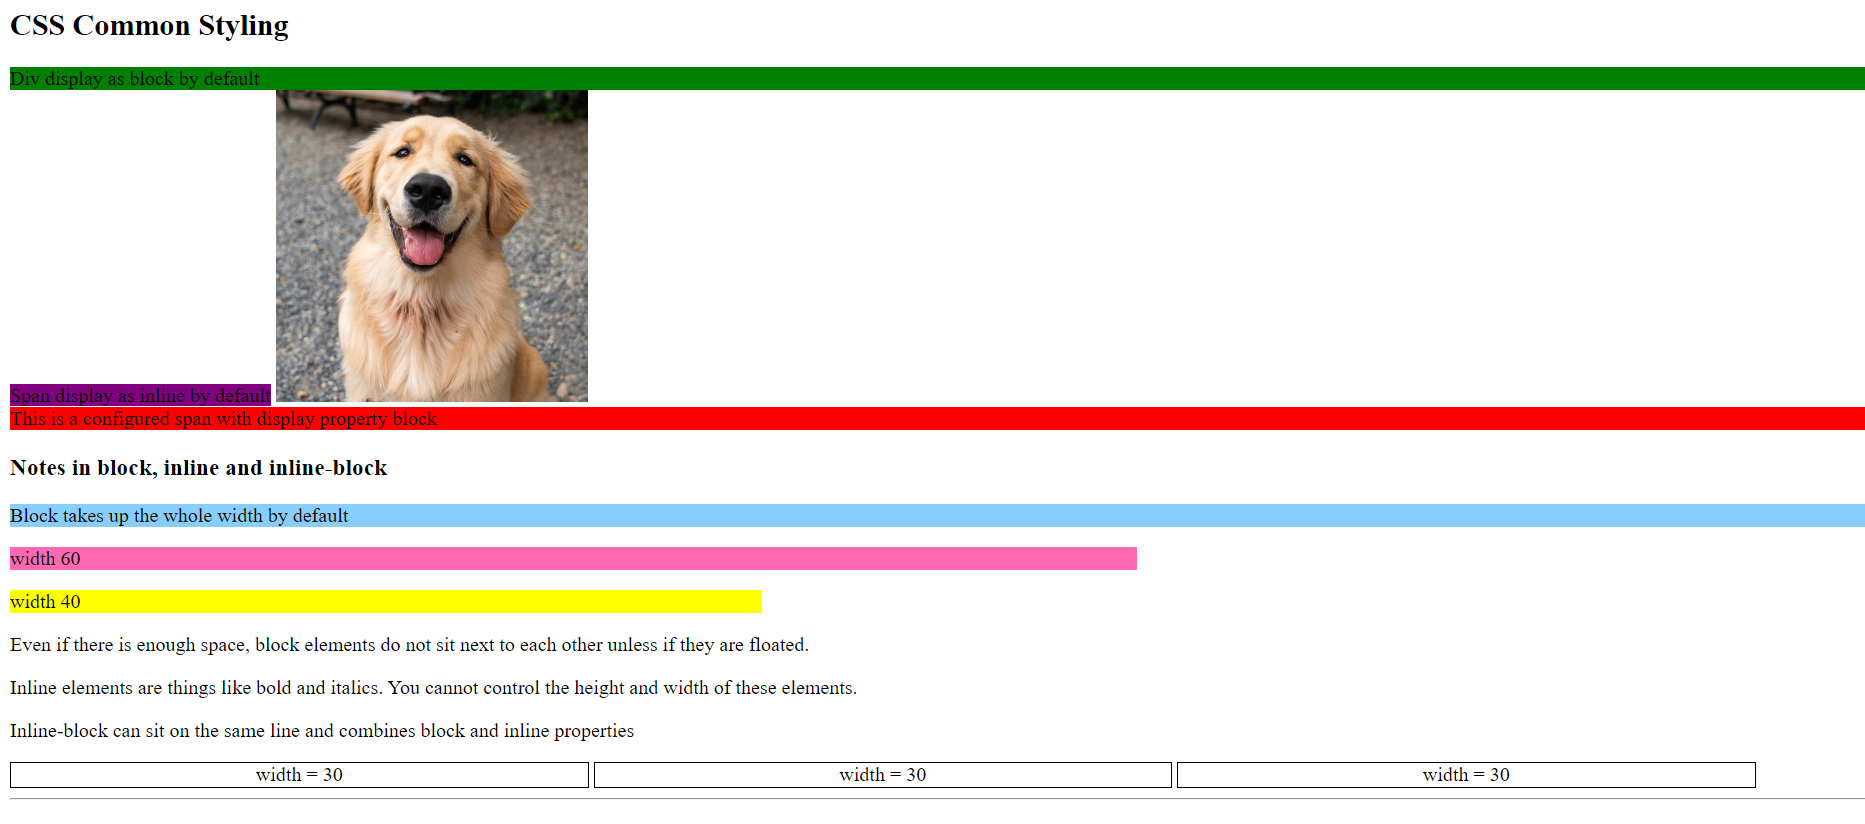 CSS Common Styling
Div display as block by default
Span display as inline by default
This is a configured span with display property block
Notes in block, inline and inline-block
Block takes up the whole width by default
width 60
width 40
Even if there is enough space, block elements do not sit next to each other unless if they are floated.
Inline elements are things like bold and italics. You cannot control the height and width of these elements.
Inline-block can sit on the same line and combines block and inline properties
width = 30 width = 30 width = 30